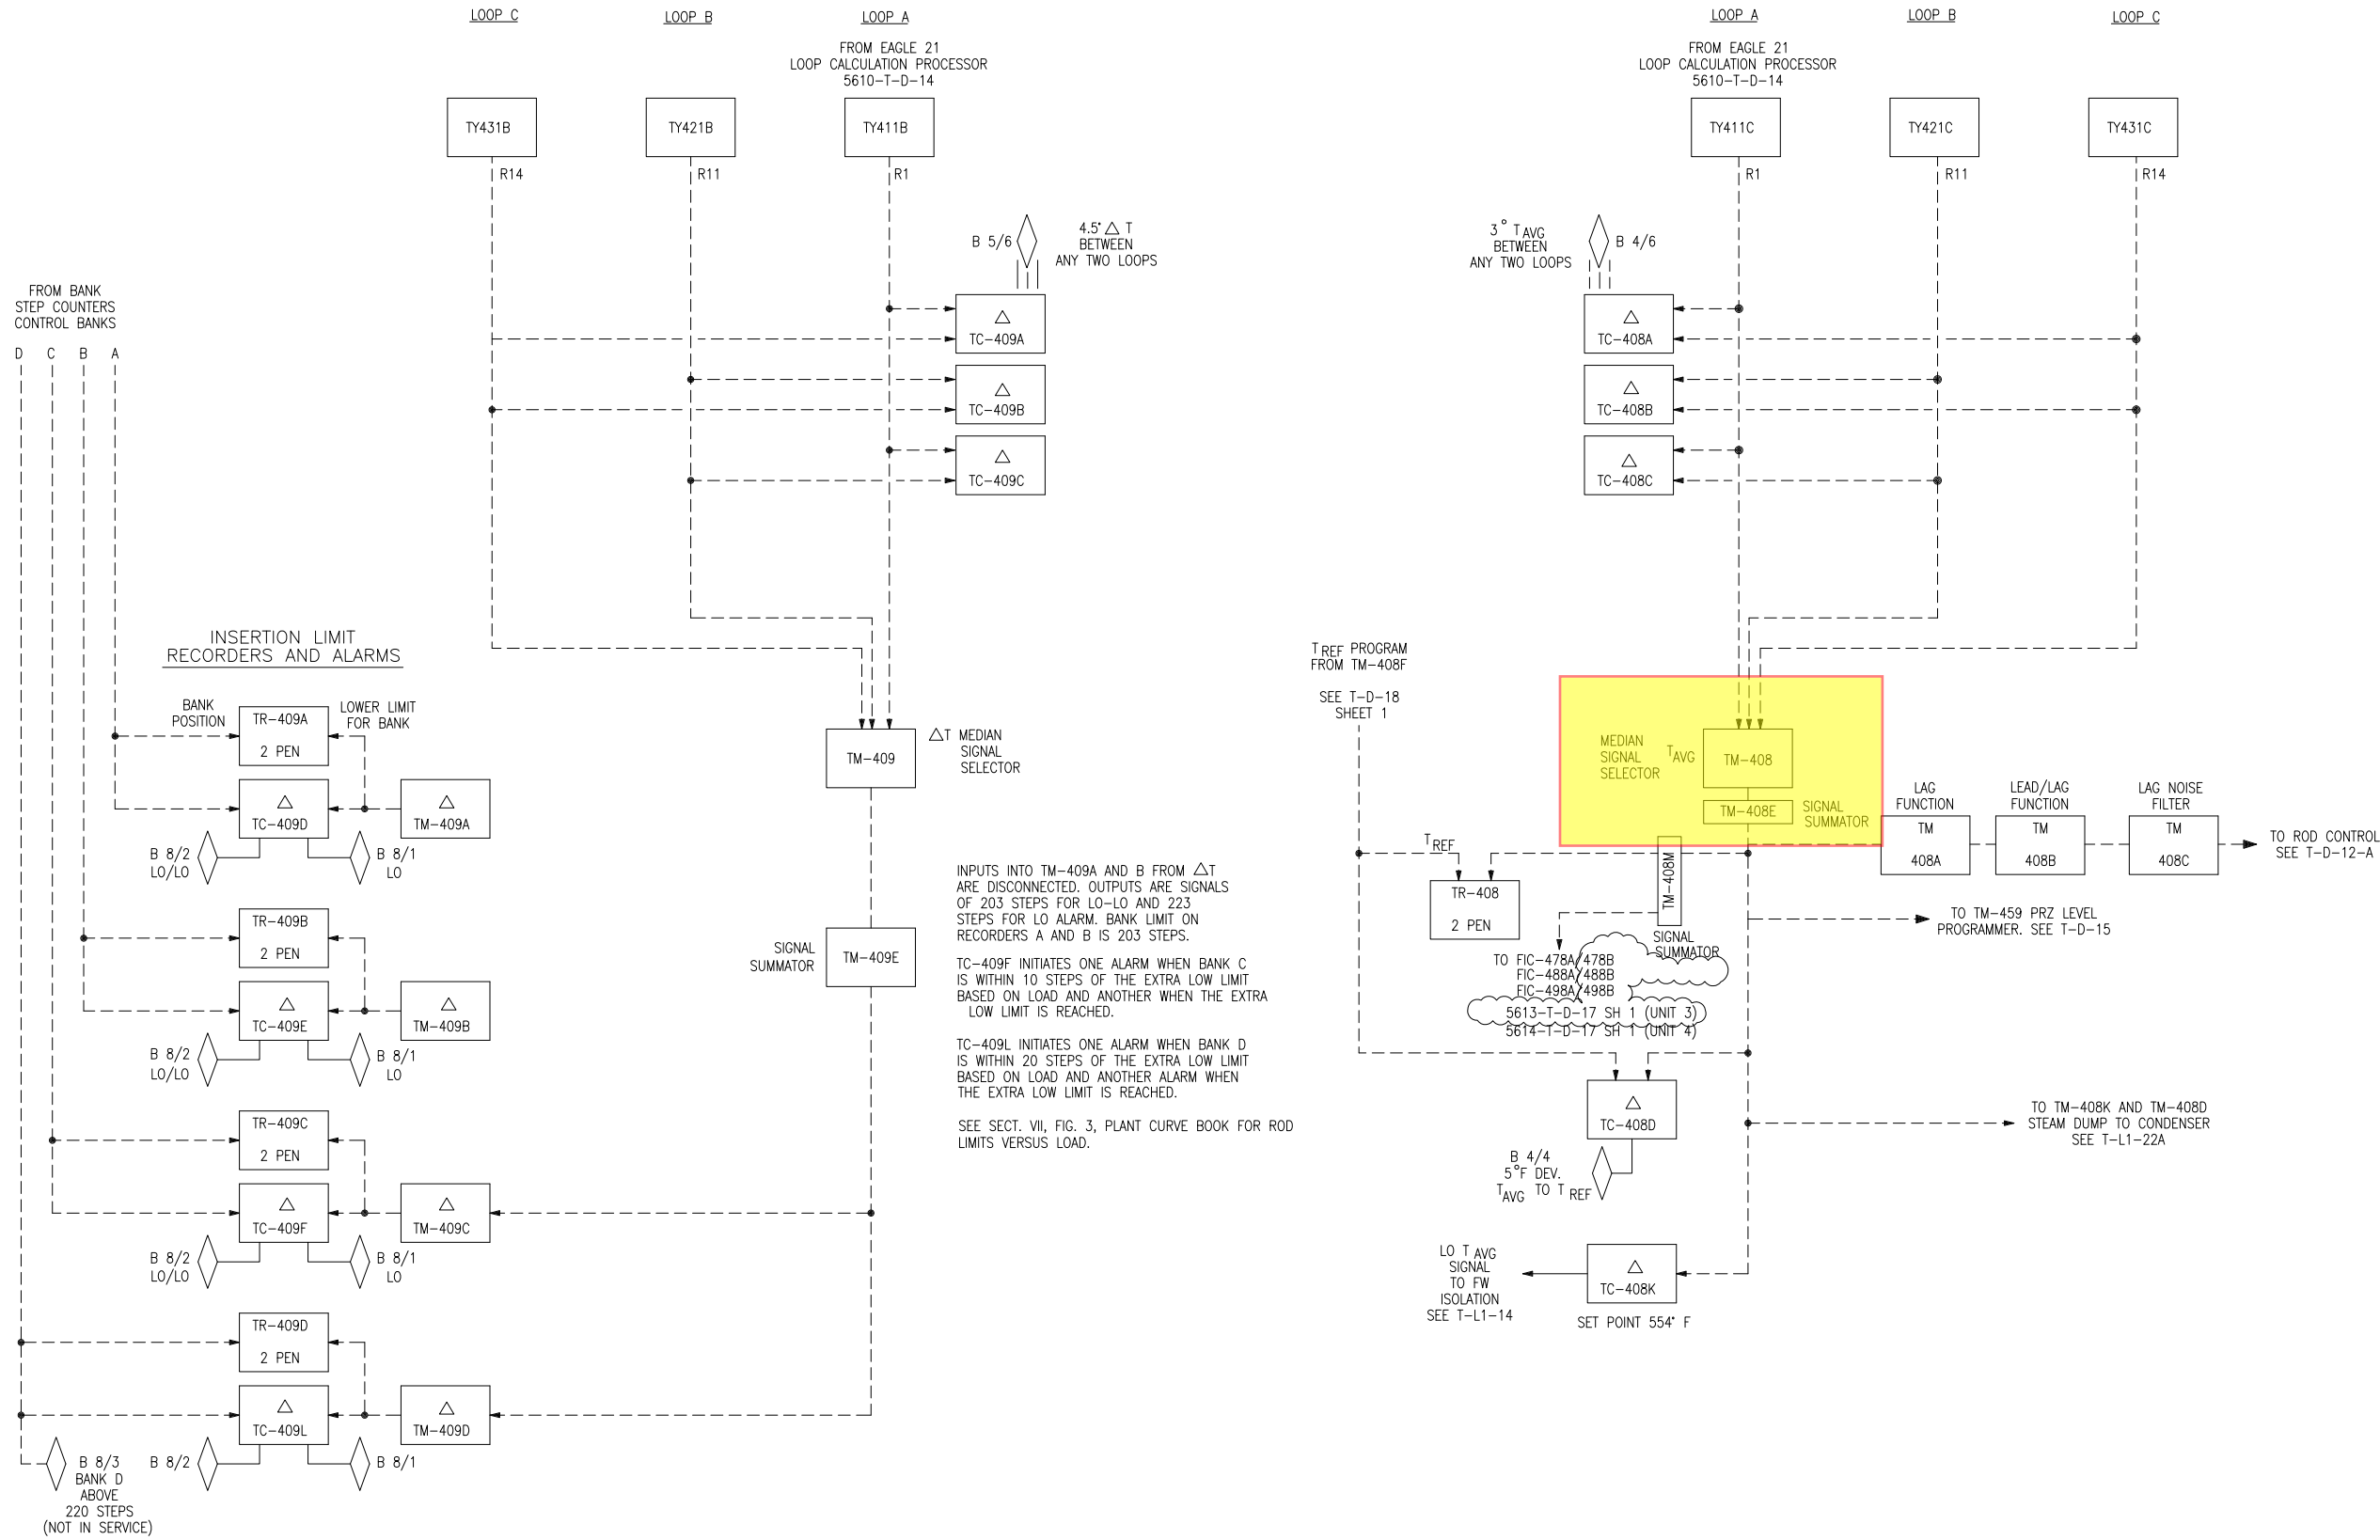 LOOP C
LOOP B
LOOP A
LOOP A
LOOP B
LOOP C
FROM EAGLE 21
LOOP CALCULATION PROCESSOR
5610-T-D-14
FROM EAGLE 21
LOOP CALCULATION PROCESSOR
5610-T-D-14
TY431B
TY421B
TY411B
TY411C
TY421C
TY431C
R14
R11
R1
R1
R11
R14
B 5/6
4.5° △ T
BETWEEN
ANY TWO LOOPS
3° TAVG
BETWEEN
ANY TWO LOOPS
B 4/6
△
TC-409A
△
TC-409B
△
TC-409C
△
TC-408A
△
TC-408B
△
TC-408C
FROM BANK
STEP COUNTERS
CONTROL BANKS
D C B A
INSERTION LIMIT
RECORDERS AND ALARMS
BANK
POSITION
TR-409A
2 PEN
LOWER LIMIT
FOR BANK
△
TC-409D
△
TM-409A
B 8/2
LO/LO
B 8/1
LO
TR-409B
2 PEN
△
TC-409E
△
TM-409B
B 8/2
LO/LO
B 8/1
LO
TR-409C
2 PEN
△
TC-409F
△
TM-409C
B 8/2
LO/LO
B 8/1
LO
TR-409D
2 PEN
△
TC-409L
△
TM-409D
B 8/3
BANK D
ABOVE
220 STEPS
(NOT IN SERVICE)
B 8/2
B 8/1
TM-409
△T MEDIAN
SIGNAL
SELECTOR
SIGNAL
SUMMATOR
TM-409E
INPUTS INTO TM-409A AND B FROM △T
ARE DISCONNECTED. OUTPUTS ARE SIGNALS
OF 203 STEPS FOR LO-LO AND 223
STEPS FOR LO ALARM. BANK LIMIT ON
RECORDERS A AND B IS 203 STEPS.
TC-409F INITIATES ONE ALARM WHEN BANK C
IS WITHIN 10 STEPS OF THE EXTRA LOW LIMIT
BASED ON LOAD AND ANOTHER WHEN THE EXTRA
LOW LIMIT IS REACHED.
TC-409L INITIATES ONE ALARM WHEN BANK D
IS WITHIN 20 STEPS OF THE EXTRA LOW LIMIT
BASED ON LOAD AND ANOTHER ALARM WHEN
THE EXTRA LOW LIMIT IS REACHED.
SEE SECT. VII, FIG. 3, PLANT CURVE BOOK FOR ROD
LIMITS VERSUS LOAD.
TREF PROGRAM
FROM TM-408F
SEE T-D-18
SHEET 1
MEDIAN
SIGNAL
SELECTOR
TAVG
TM-408
TM-408E
SIGNAL
SUMMATOR
LAG
FUNCTION
TM
408A
LEAD/LAG
FUNCTION
TM
408B
LAG NOISE
FILTER
TM
408C
TO ROD CONTROL
SEE T-D-12-A
TREF
TR-408
2 PEN
TM-408M
SIGNAL
SUMMATOR
TO TM-459 PRZ LEVEL
PROGRAMMER. SEE T-D-15
TO FIC-478A/478B
FIC-488A/488B
FIC-498A/498B
5613-T-D-17 SH 1 (UNIT 3)
5614-T-D-17 SH 1 (UNIT 4)
△
TC-408D
B 4/4
5°F DEV.
TAVG TO TREF
TO TM-408K AND TM-408D
STEAM DUMP TO CONDENSER
SEE T-L1-22A
LO TAVG
SIGNAL
TO FW
ISOLATION
SEE T-L1-14
△
TC-408K
SET POINT 554° F